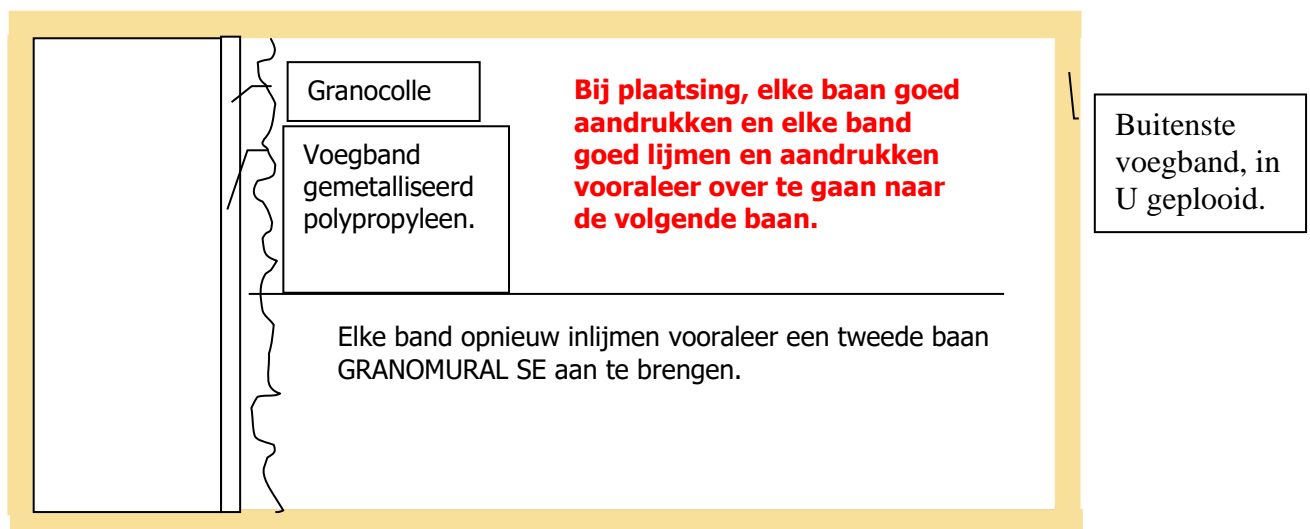 Granocolle
Voegband
gemetalliseerd
polypropyleen.
Bij plaatsing, elke baan goed
aandrukken en elke band
goed lijmen en aandrukken
vooraleer over te gaan naar
de volgende baan.
Buitenste
voegband, in
U geplooid.
Elke band opnieuw inlijmen vooraleer een tweede baan
GRANOMURAL SE aan te brengen.